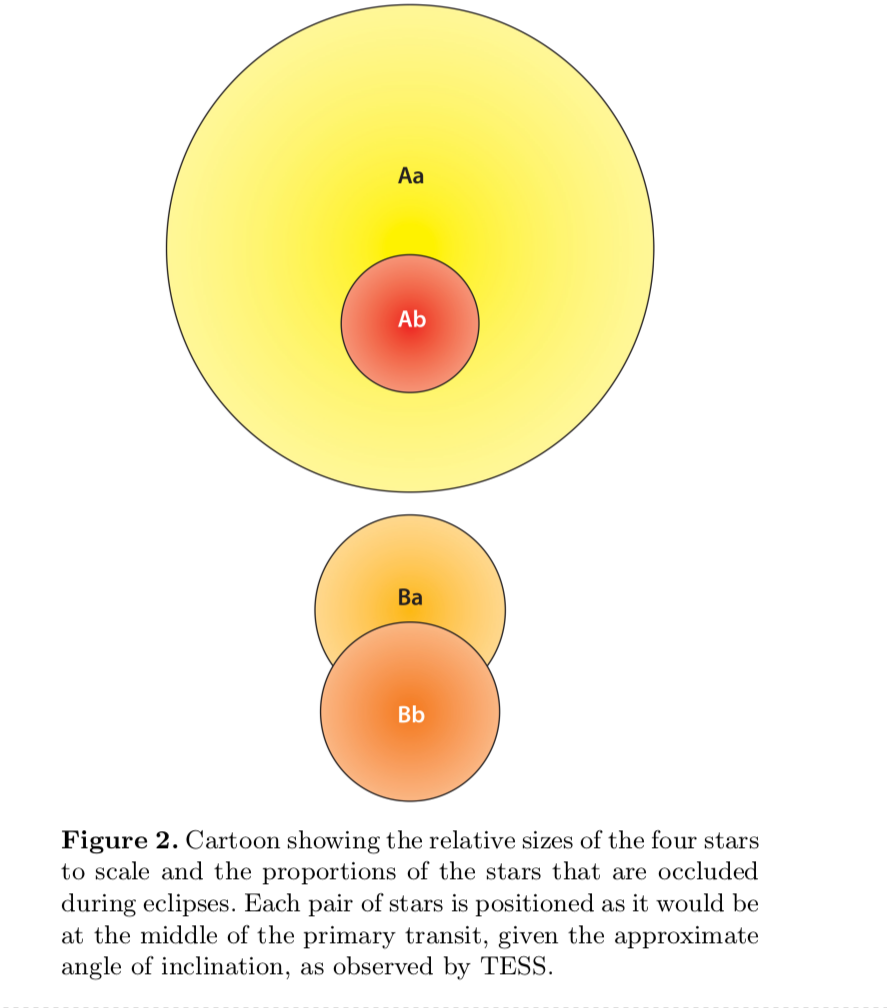 Aa
Ab
Ba
Bb
Figure 2. Cartoon showing the relative sizes of the four stars
to scale and the proportions of the stars that are occluded
during eclipses. Each pair of stars is positioned as it would be
at the middle of the primary transit, given the approximate
angle of inclination, as observed by TESS.